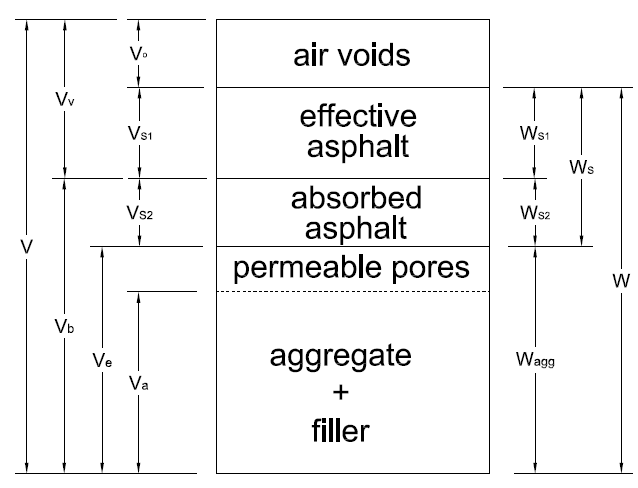 Vo
air voids
Vv
effective
asphalt
VS1
WS1
WS
absorbed
asphalt
VS2
WS2
V
permeable pores
W
Vb
Ve
aggregate
+
filler
Va
Wagg